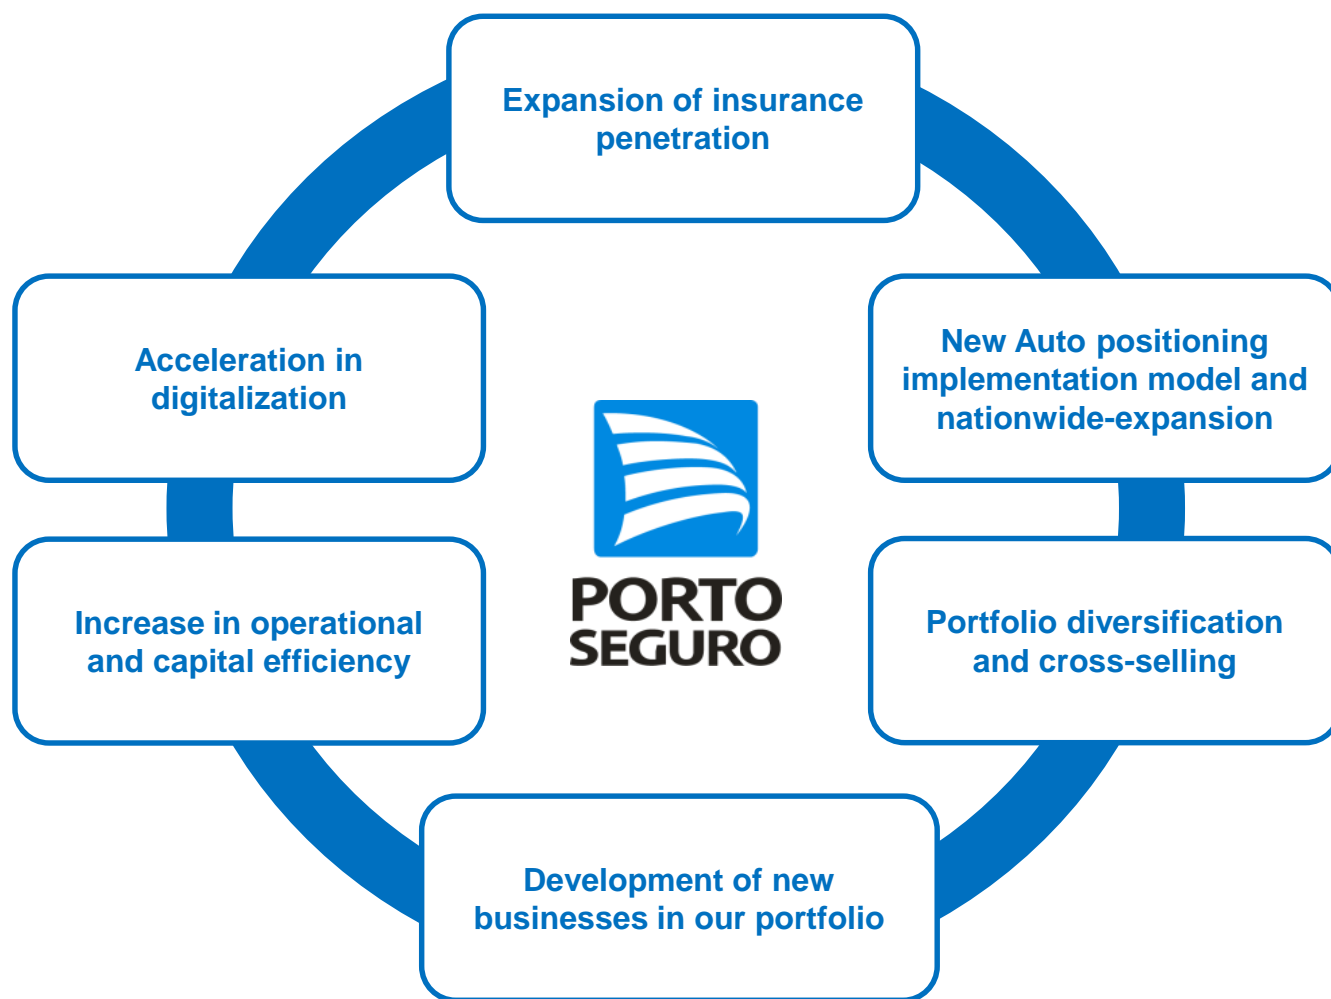 Expansion of insurance
penetration
New Auto positioning
implementation model and
nationwide-expansion
Portfolio diversification
and cross-selling
Development of new
businesses in our portfolio
Increase in operational
and capital efficiency
Acceleration in
digitalization
PORTO
SEGURO